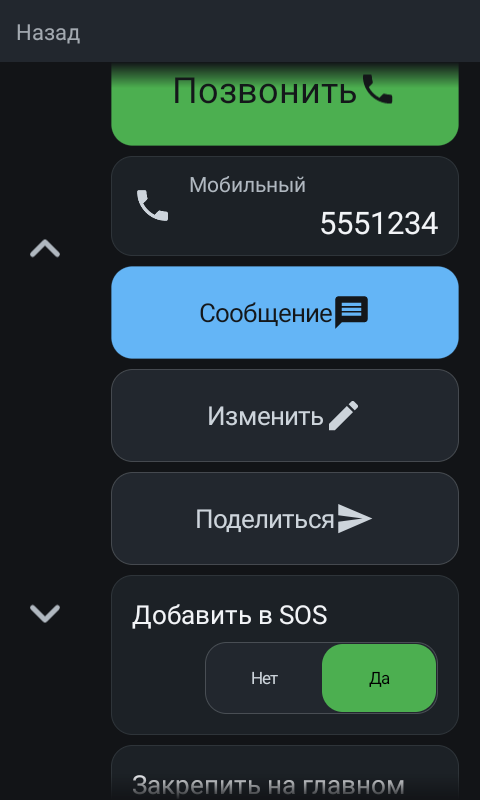 Назад
Позвонить
Мобильный
5551234
Сообщение
Изменить
Поделиться
Добавить в SOS
Нет
Да
Закрепить на главном